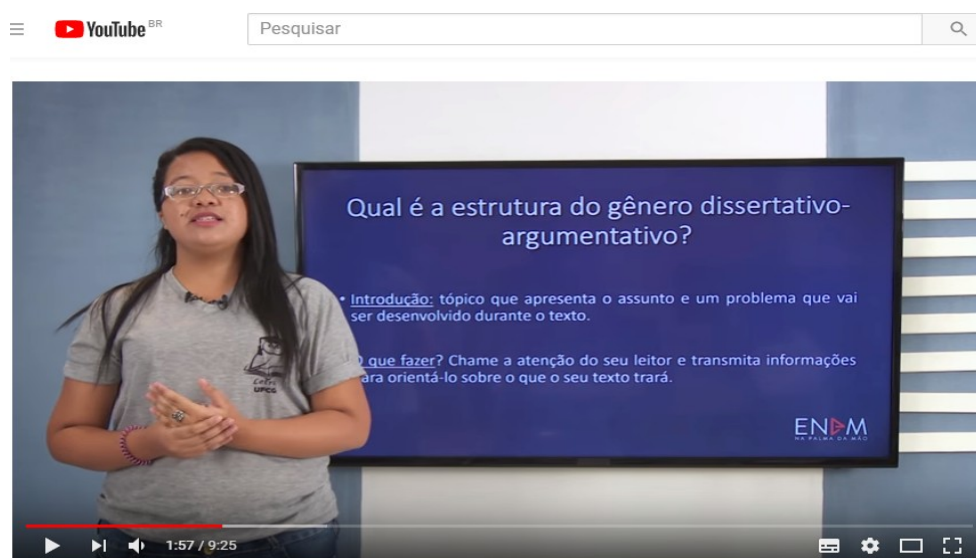 YouTube BR
Pesquisar
Qual é a estrutura do gênero dissertativo-
argumentativo?
• Introdução: tópico que apresenta o assunto e um problema que vai
ser desenvolvido durante o texto.
que fazer? Chame a atenção do seu leitor e transmita informações
orientá-lo sobre o que o seu texto trará.
Letras
UFCG
ENEM
NA PALMA DA MÃO
1:57 / 9:25